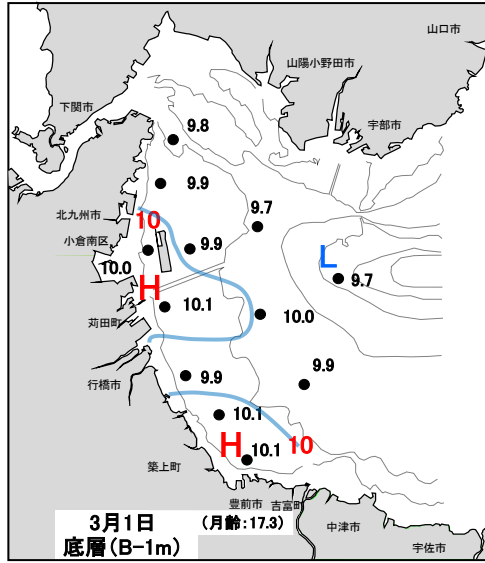 山口市
山陽小野田市
下関市
宇部市
9.8
9.9
9.7
北九州市
10
小倉南区
9.9
L
10.0
9.7
H
10.1
10.0
苅田町
9.9
9.9
行橋市
10.1
H
10
10.1
築上町
豊前市
吉富町
3月1日
(月齢:17.3)
中津市
底層(B-1m)
宇佐市